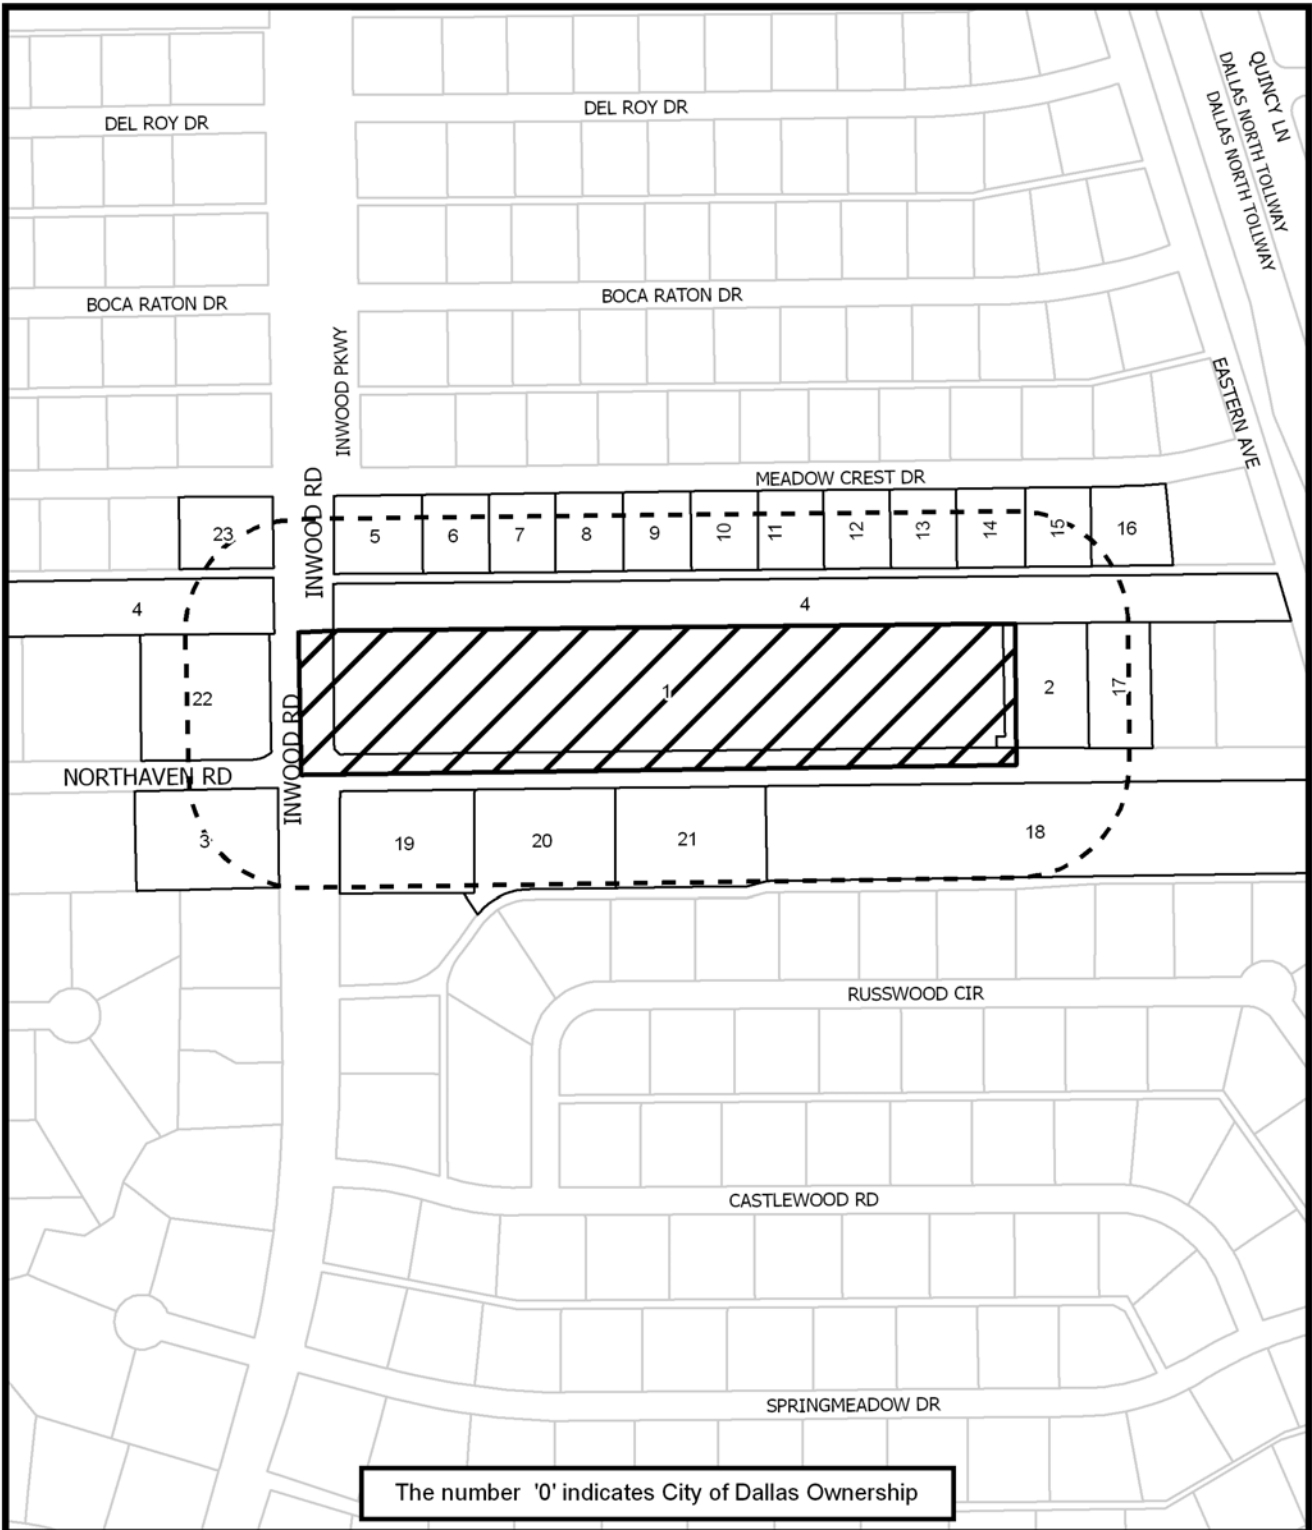 QUINCY LN
DALLAS NORTH TOLLWAY
DALLAS NORTH TOLLWAY
DEL ROY DR
DEL ROY DR
BOCA RATON DR
BOCA RATON DR
INWOOD PKWY
EASTERN AVE
MEADOW CREST DR
INWOOD RD
23
5
6
7
8
9
10
11
12
13
14
15
16
4
4
22
1
2
17
INWOOD RD
NORTHAVEN RD
3
19
20
21
18
RUSSWOOD CIR
CASTLEWOOD RD
SPRINGMEADOW DR
The number '0' indicates City of Dallas Ownership